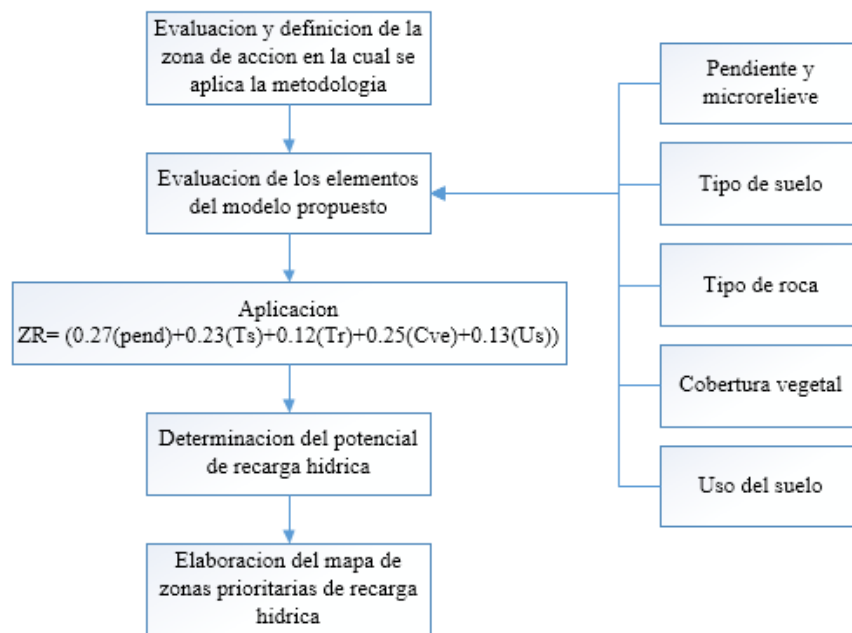 Evaluacion y definicion de la
zona de accion en la cual se
aplica la metodologia
Evaluacion de los elementos
del modelo propuesto
Aplicacion
ZR= (0.27(pend)+0.23(Ts)+0.12(Tr)+0.25(Cve)+0.13(Us))
Determinacion del potencial
de recarga hidrica
Elaboracion del mapa de
zonas prioritarias de recarga
hidrica
Pendiente y
microrelieve
Tipo de suelo
Tipo de roca
Cobertura vegetal
Uso del suelo